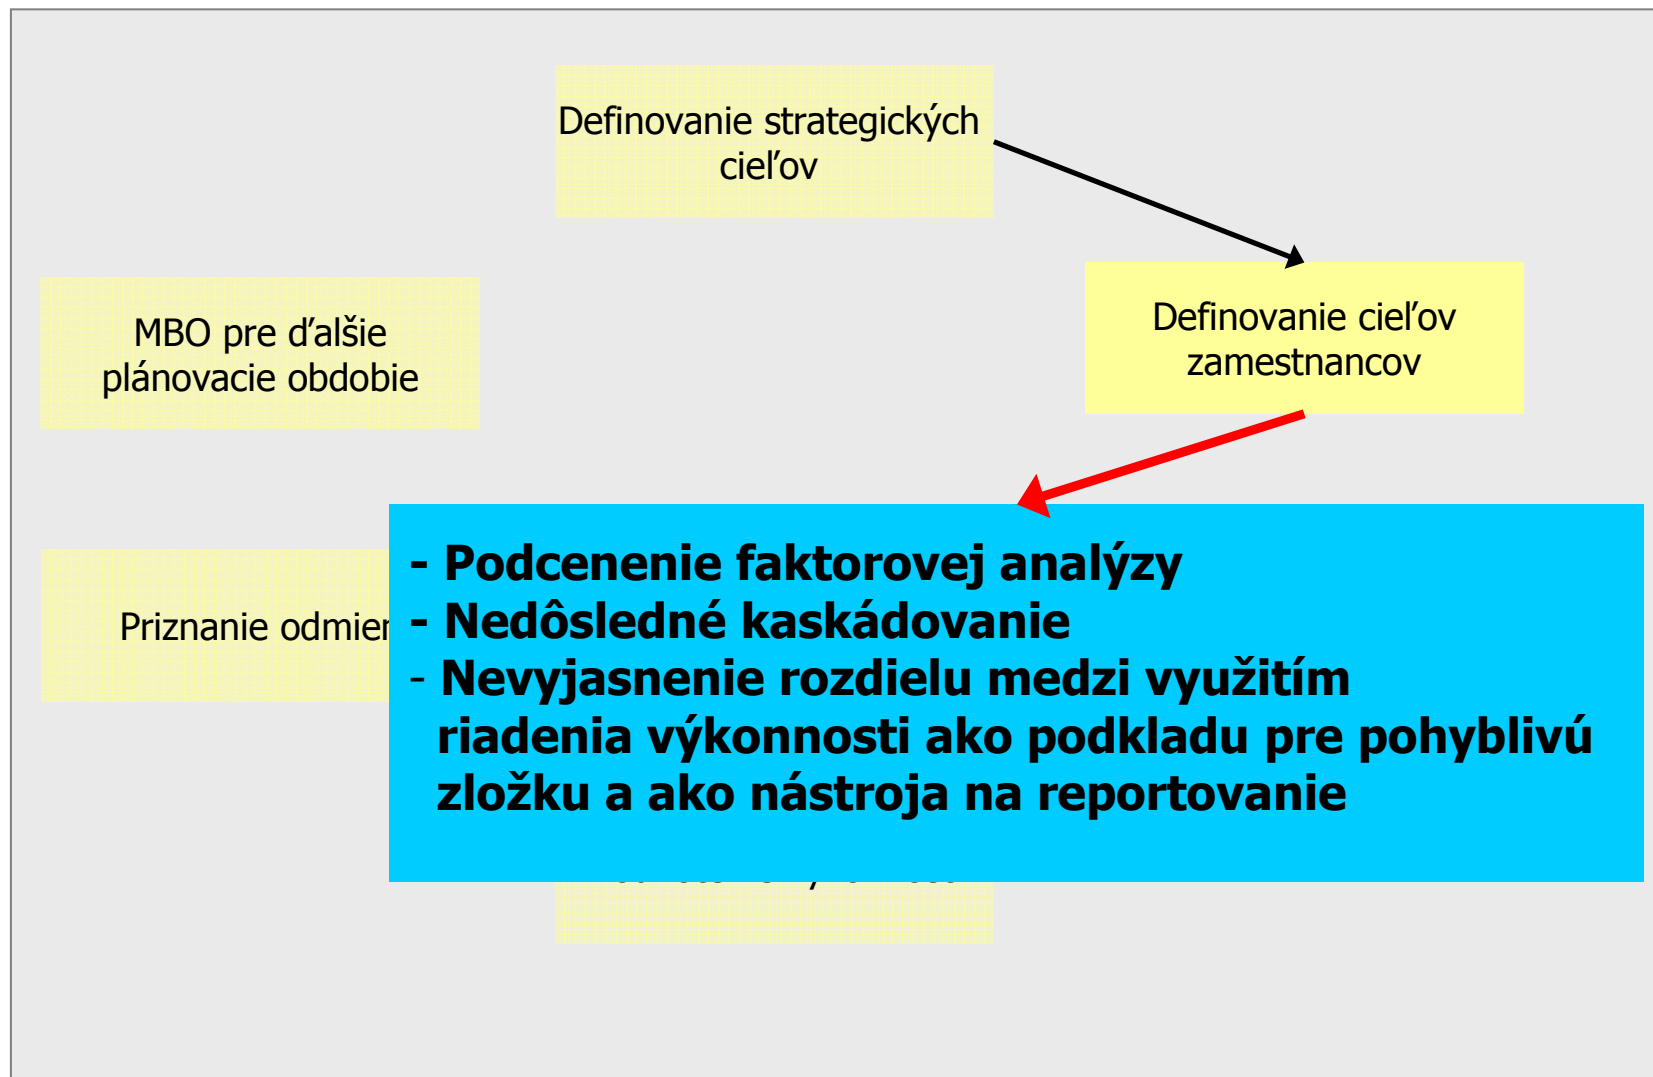 Definovanie strategických
cieľov
MBO pre ďalšie
plánovacie obdobie
Definovanie cieľov
zamestnancov
Priznanie odmien
- Podcenenie faktorovej analýzy
- Nedôsledné kaskádovanie
- Nevyjasnenie rozdielu medzi využitím
riadenia výkonnosti ako podkladu pre pohyblivú
zložku a ako nástroja na reportovanie